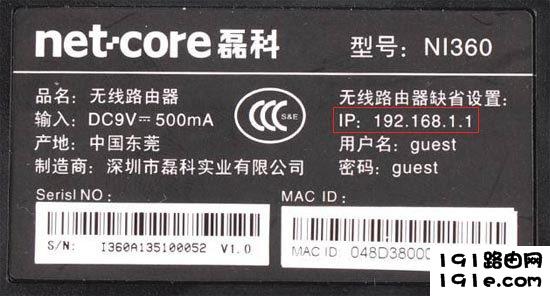 net-core磊科 型号：NI360
品名：无线路由器
输入：DC9V⎓500mA
产地：中国东莞
制造商：深圳市磊科实业有限公司
CCC S&E
无线路由器缺省设置：
IP：192.168.1.1
用户名：guest
密码：guest
Serisl NO：
S/N: I360A135100052 V1.0
MAC ID：
MAC ID 048D3800
191路由网
191e.com